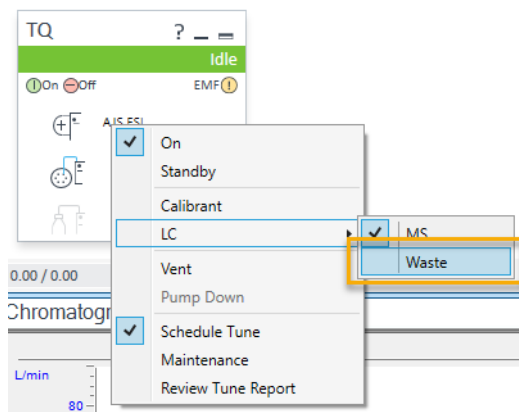 TQ ?
Idle
On Off EMF
AJS ESI
On
Standby
Calibrant
LC MS
Waste
Vent
0.00 / 0.00
Pump Down
Chromatogr
Schedule Tune
Maintenance
L/min
Review Tune Report
80